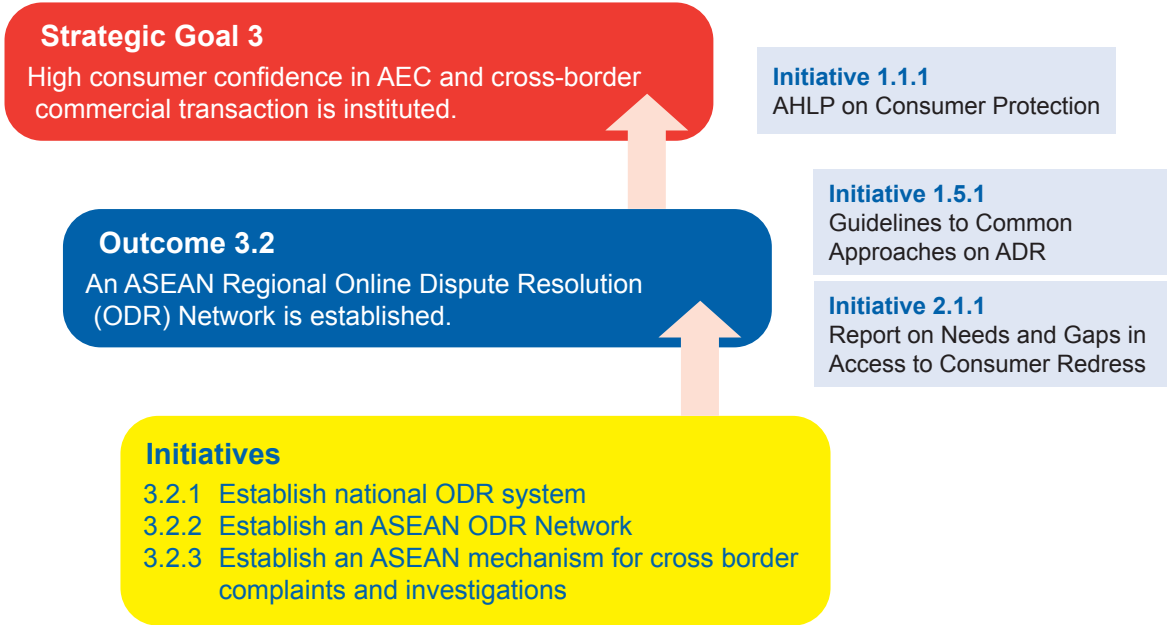 Strategic Goal 3
High consumer confidence in AEC and cross-border
commercial transaction is instituted.
Initiative 1.1.1
AHLP on Consumer Protection
Outcome 3.2
An ASEAN Regional Online Dispute Resolution
(ODR) Network is established.
Initiative 1.5.1
Guidelines to Common
Approaches on ADR
Initiative 2.1.1
Report on Needs and Gaps in
Access to Consumer Redress
Initiatives
3.2.1 Establish national ODR system
3.2.2 Establish an ASEAN ODR Network
3.2.3 Establish an ASEAN mechanism for cross border
complaints and investigations